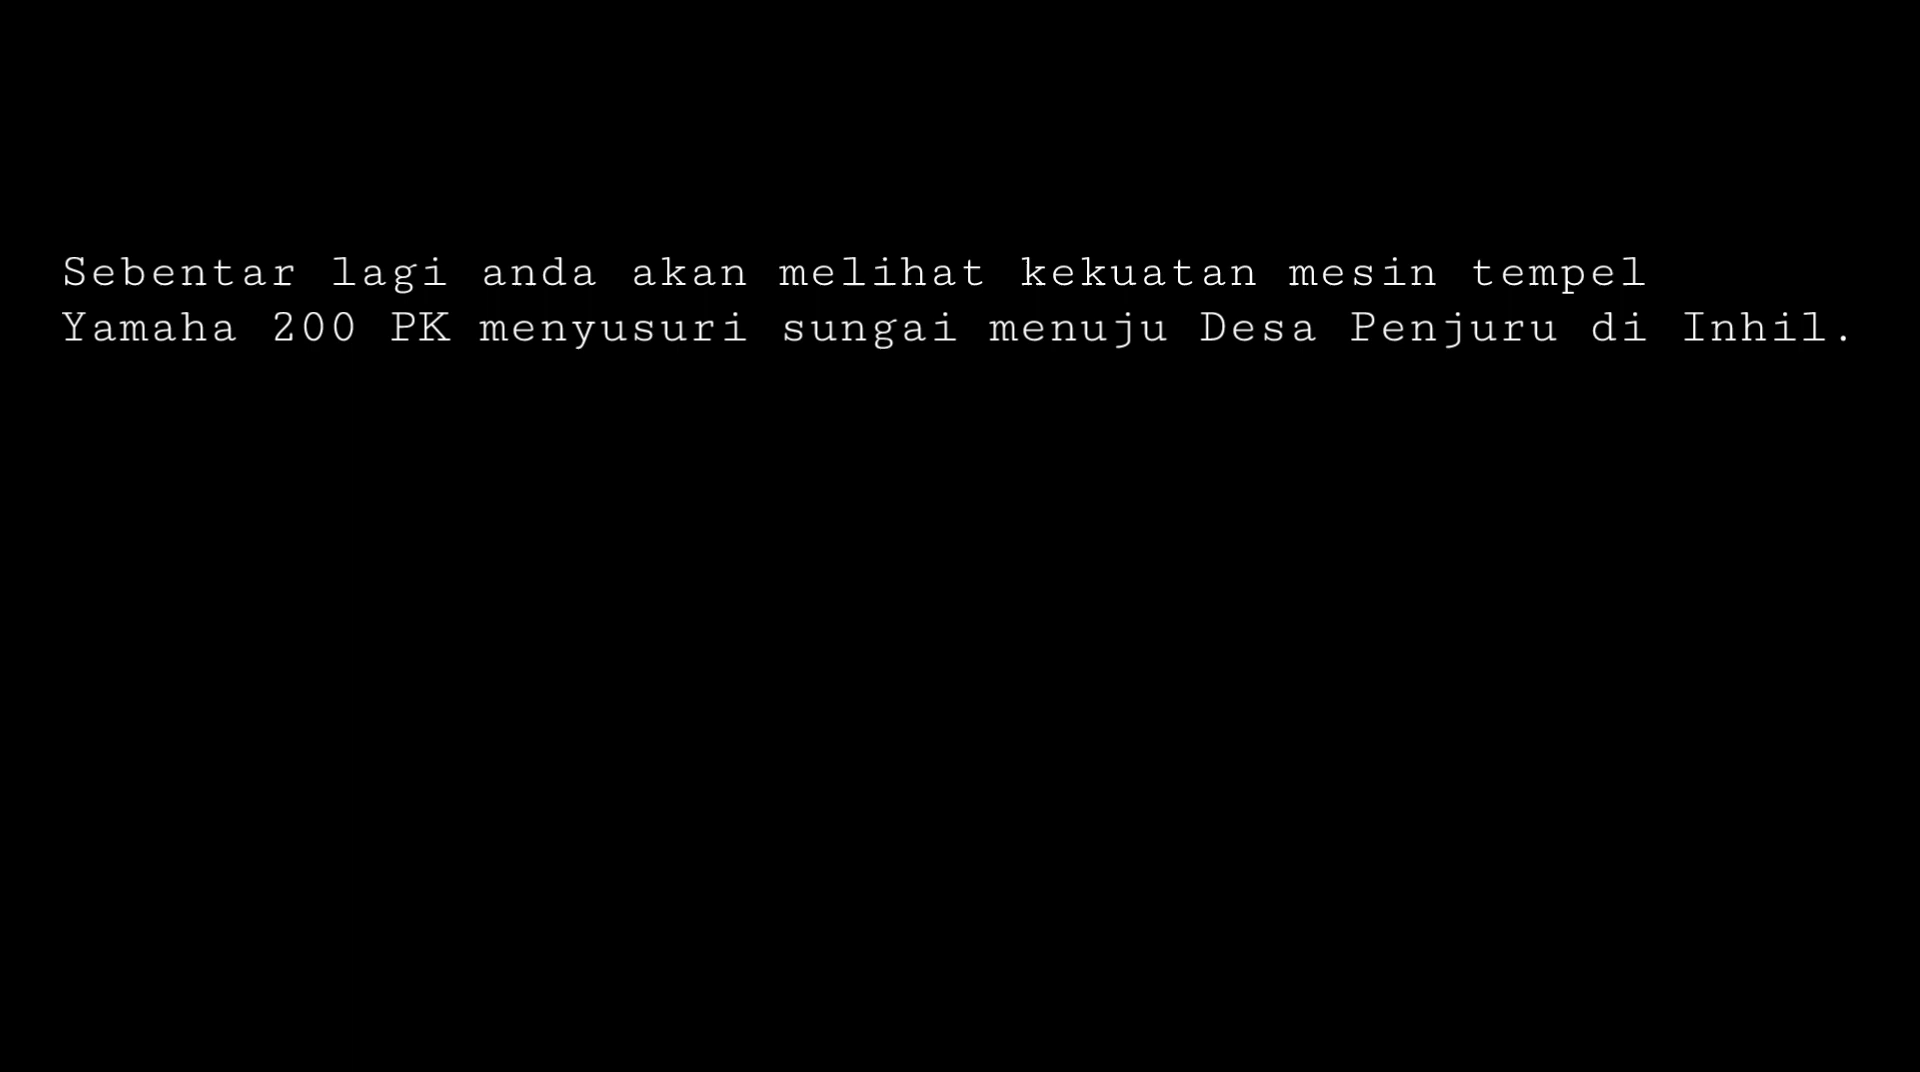 Sebentar lagi anda akan melihat kekuatan mesin tempel
Yamaha 200 PK menyusuri sungai menuju Desa Penjuru di Inhil.